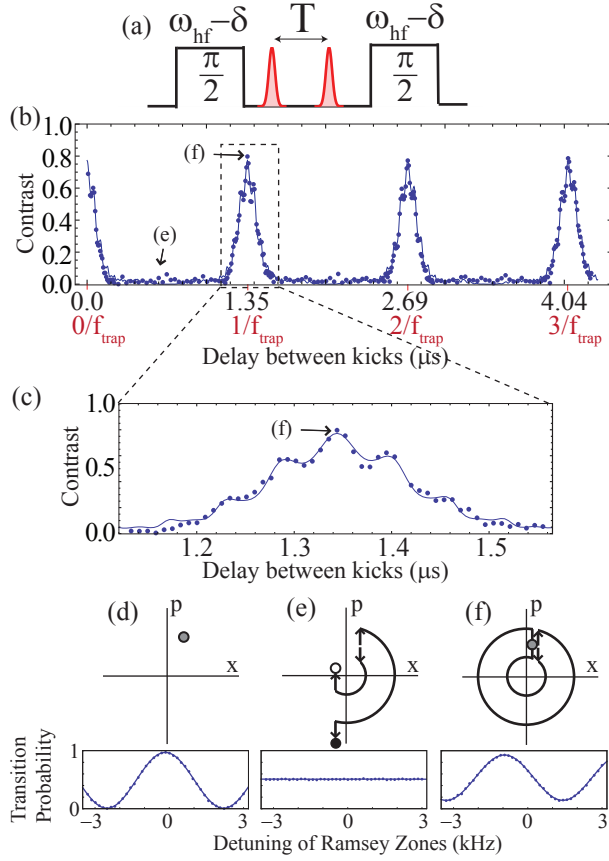 (a) ω_hf−δ T ω_hf−δ
π/2 π/2
(b)
1.0
0.8
0.6
0.4
0.2
0.0
Contrast
(f)
(e)
0.0 1.35 2.69 4.04
0/f_trap 1/f_trap 2/f_trap 3/f_trap
Delay between kicks (μs)
(c)
1.0
0.5
0.0
Contrast
(f)
1.2 1.3 1.4 1.5
Delay between kicks (μs)
(d) p x
(e) p x
(f) p x
Transition
Probability
1
0
−3 0 3 −3 0 3 −3 0 3
Detuning of Ramsey Zones (kHz)